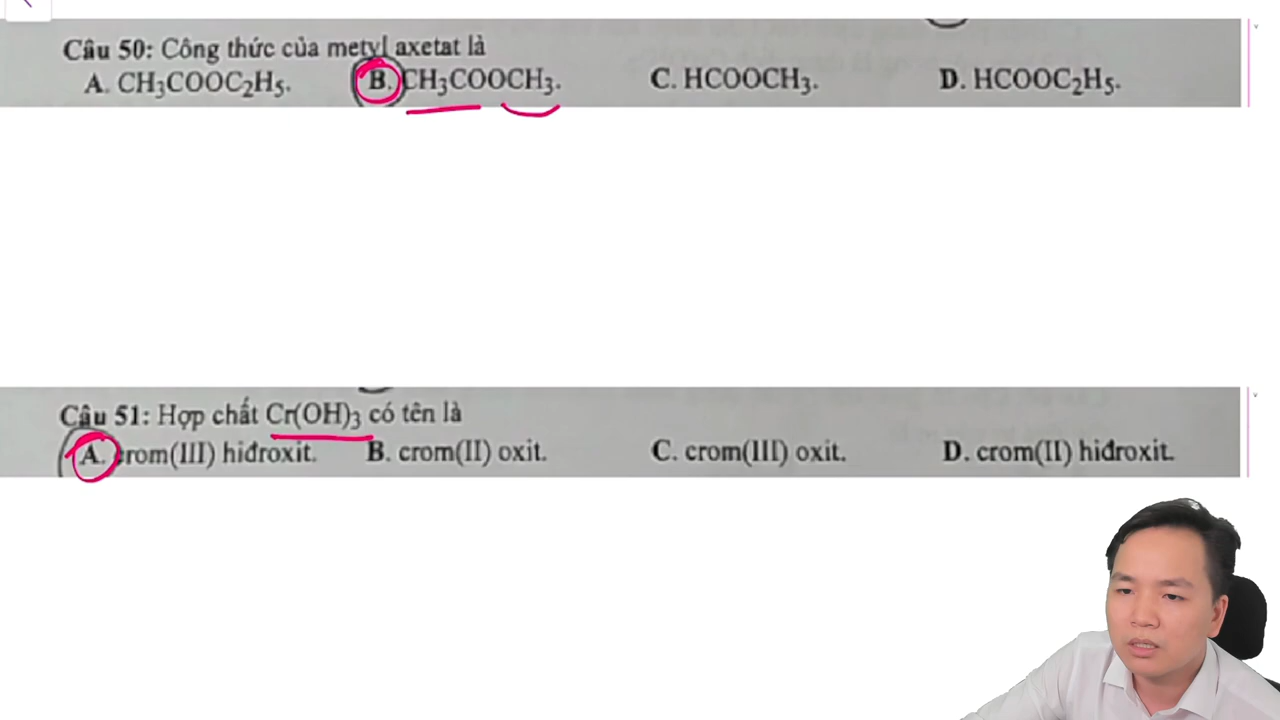 Câu 50: Công thức của metyl axetat là
A. CH₃COOC₂H₅. B. CH₃COOCH₃. C. HCOOCH₃. D. HCOOC₂H₅.
Câu 51: Hợp chất Cr(OH)₃ có tên là
A. crom(III) hiđroxit. B. crom(II) oxit. C. crom(III) oxit. D. crom(II) hiđroxit.